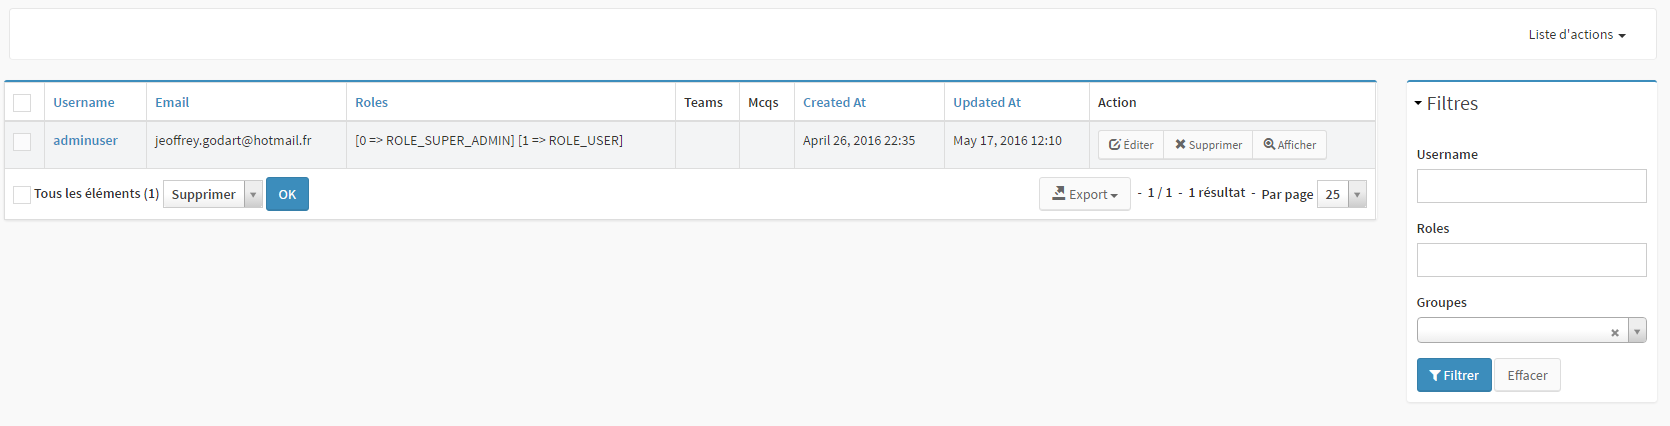 Liste d'actions
Username Email Roles Teams Mcqs Created At Updated At Action
adminuser jeoffrey.godart@hotmail.fr [0 => ROLE_SUPER_ADMIN] [1 => ROLE_USER] April 26, 2016 22:35 May 17, 2016 12:10 Éditer Supprimer Afficher
Tous les éléments (1) Supprimer OK Export - 1 / 1 - 1 résultat - Par page 25
Filtres
Username
Roles
Groupes
Filtrer Effacer